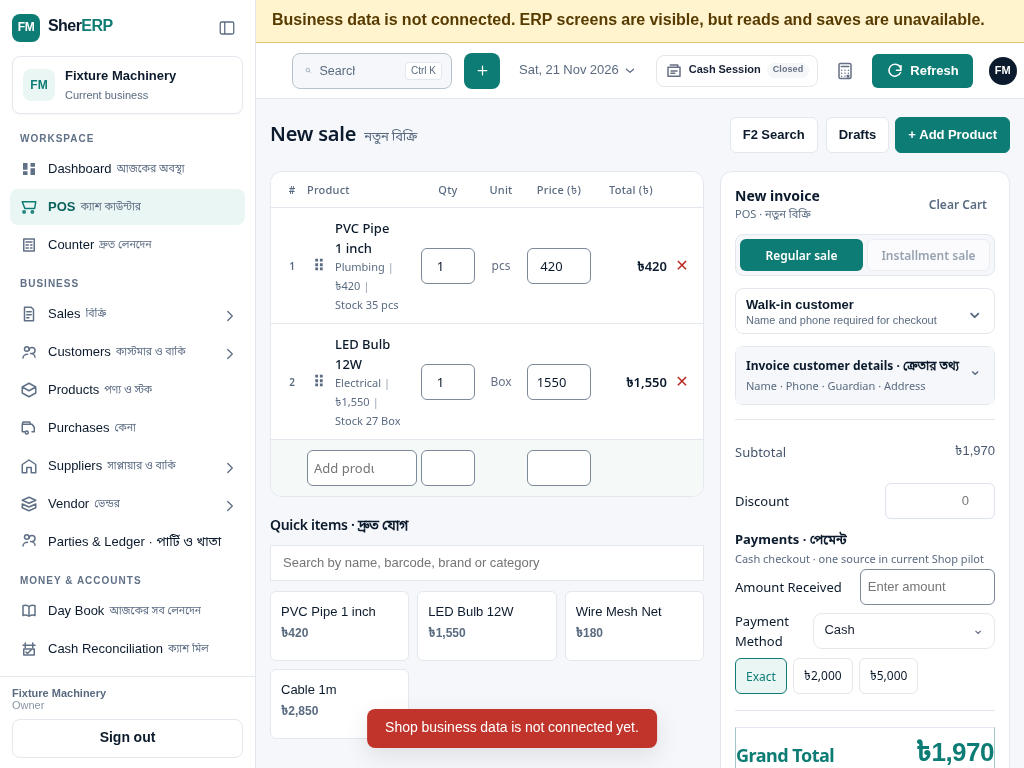 Business data is not connected. ERP screens are visible, but reads and saves are unavailable.
FM SherERP
FM Fixture Machinery
Current business
WORKSPACE
Dashboard আজকের অবস্থা
POS ক্যাশ কাউন্টার
Counter দ্রুত লেনদেন
BUSINESS
Sales বিক্রি
Customers কাস্টমার ও বাকি
Products পণ্য ও স্টক
Purchases কেনা
Suppliers সাপ্লায়ার ও বাকি
Vendor ভেন্ডর
Parties & Ledger · পার্টি ও খাতা
MONEY & ACCOUNTS
Day Book আজকের সব লেনদেন
Cash Reconciliation ক্যাশ মিল
Fixture Machinery
Owner
Sign out
Search Ctrl K + Sat, 21 Nov 2026 Cash Session Closed Refresh FM
New sale নতুন বিক্রি
F2 Search Drafts + Add Product
# Product Qty Unit Price (৳) Total (৳)
PVC Pipe
1 inch
1 1 pcs 420 ৳420 ✕
Plumbing |
৳420 |
Stock 35 pcs
LED Bulb
12W
2 1 Box 1550 ৳1,550 ✕
Electrical |
৳1,550 |
Stock 27 Box
Add produ
Quick items · দ্রুত যোগ
Search by name, barcode, brand or category
PVC Pipe 1 inch
৳420
LED Bulb 12W
৳1,550
Wire Mesh Net
৳180
Cable 1m
৳2,850
New invoice
POS · নতুন বিক্রি
Clear Cart
Regular sale Installment sale
Walk-in customer
Name and phone required for checkout
Invoice customer details · ক্রেতার তথ্য
Name · Phone · Guardian · Address
Subtotal ৳1,970
Discount 0
Payments · পেমেন্ট
Cash checkout · one source in current Shop pilot
Amount Received Enter amount
Payment
Method Cash
Exact ৳2,000 ৳5,000
Grand Total ৳1,970
Shop business data is not connected yet.